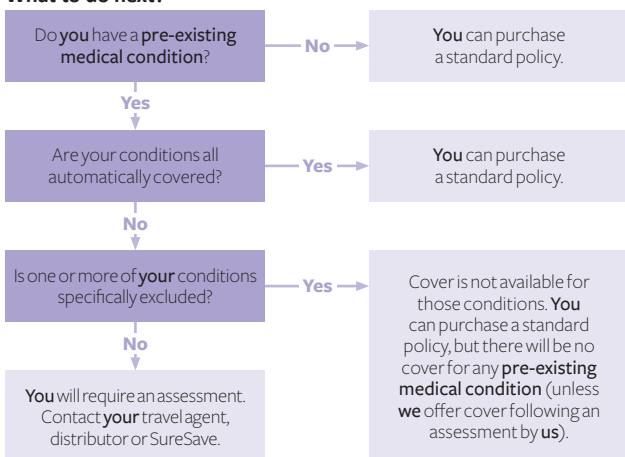 What to do next?
Do you have a pre-existing
medical condition?
No
You can purchase
a standard policy.
Yes
Are your conditions all
automatically covered?
Yes
You can purchase
a standard policy.
No
Is one or more of your conditions
specifically excluded?
Yes
Cover is not available for
those conditions. You
can purchase a standard
policy, but there will be no
cover for any pre-existing
medical condition (unless
we offer cover following an
assessment by us).
No
You will require an assessment.
Contact your travel agent,
distributor or SureSave.